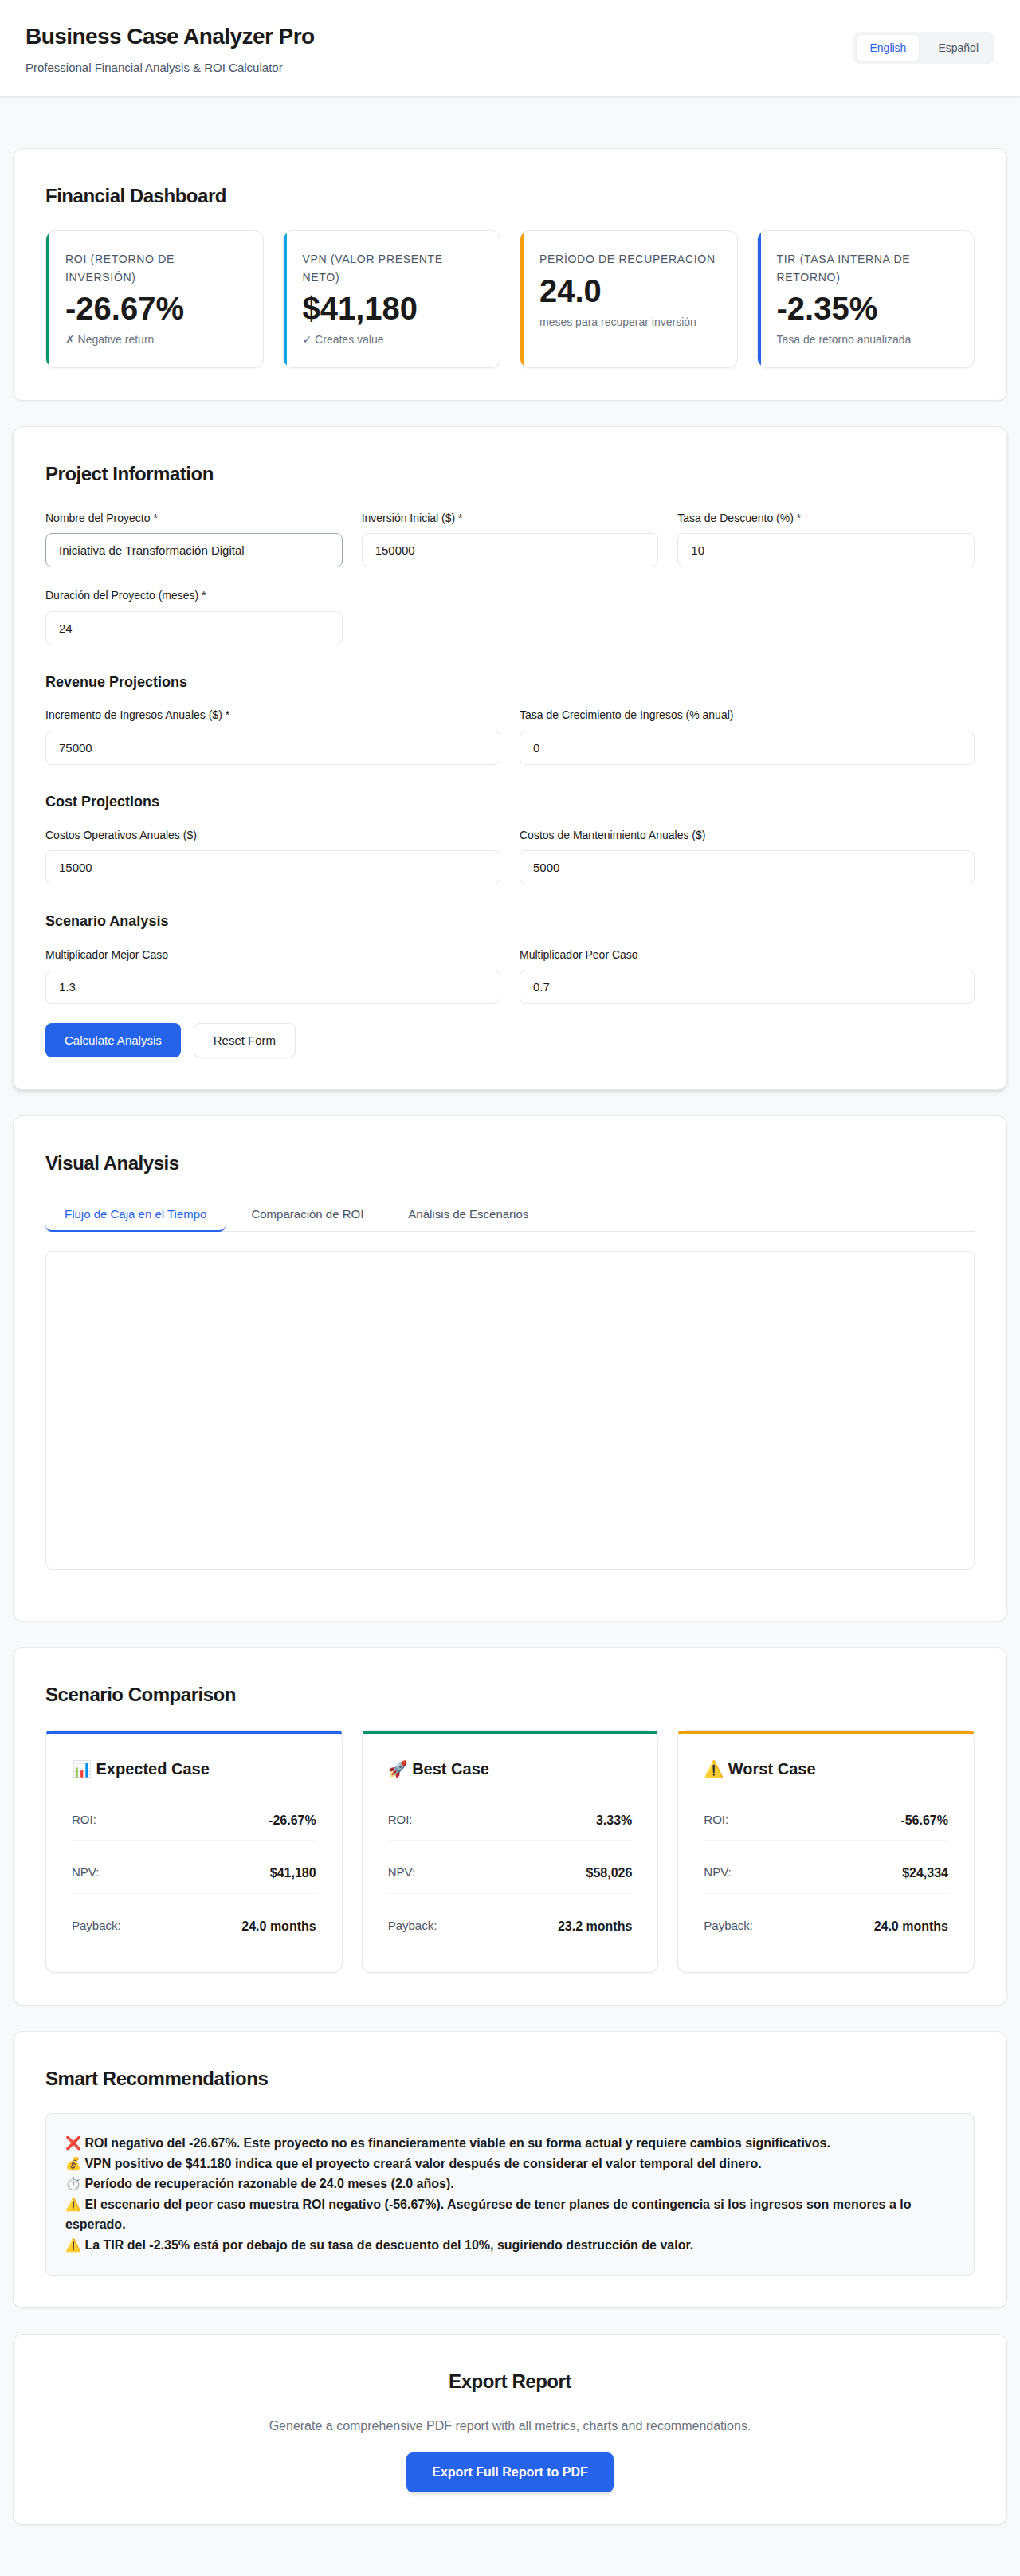 Business Case Analyzer Pro
Professional Financial Analysis & ROI Calculator
English
Español
Financial Dashboard
ROI (RETORNO DE
INVERSIÓN)
-26.67%
✗ Negative return
VPN (VALOR PRESENTE
NETO)
$41,180
✓ Creates value
PERÍODO DE RECUPERACIÓN
24.0
meses para recuperar inversión
TIR (TASA INTERNA DE
RETORNO)
-2.35%
Tasa de retorno anualizada
Project Information
Nombre del Proyecto *
Iniciativa de Transformación Digital
Inversión Inicial ($) *
150000
Tasa de Descuento (%) *
10
Duración del Proyecto (meses) *
24
Revenue Projections
Incremento de Ingresos Anuales ($) *
75000
Tasa de Crecimiento de Ingresos (% anual)
0
Cost Projections
Costos Operativos Anuales ($)
15000
Costos de Mantenimiento Anuales ($)
5000
Scenario Analysis
Multiplicador Mejor Caso
1.3
Multiplicador Peor Caso
0.7
Calculate Analysis
Reset Form
Visual Analysis
Flujo de Caja en el Tiempo
Comparación de ROI
Análisis de Escenarios
Scenario Comparison
📊 Expected Case
ROI: -26.67%
NPV: $41,180
Payback: 24.0 months
🚀 Best Case
ROI: 3.33%
NPV: $58,026
Payback: 23.2 months
⚠️ Worst Case
ROI: -56.67%
NPV: $24,334
Payback: 24.0 months
Smart Recommendations
❌ ROI negativo del -26.67%. Este proyecto no es financieramente viable en su forma actual y requiere cambios significativos.
💰 VPN positivo de $41.180 indica que el proyecto creará valor después de considerar el valor temporal del dinero.
⏱️ Período de recuperación razonable de 24.0 meses (2.0 años).
⚠️ El escenario del peor caso muestra ROI negativo (-56.67%). Asegúrese de tener planes de contingencia si los ingresos son menores a lo
esperado.
⚠️ La TIR del -2.35% está por debajo de su tasa de descuento del 10%, sugiriendo destrucción de valor.
Export Report
Generate a comprehensive PDF report with all metrics, charts and recommendations.
Export Full Report to PDF